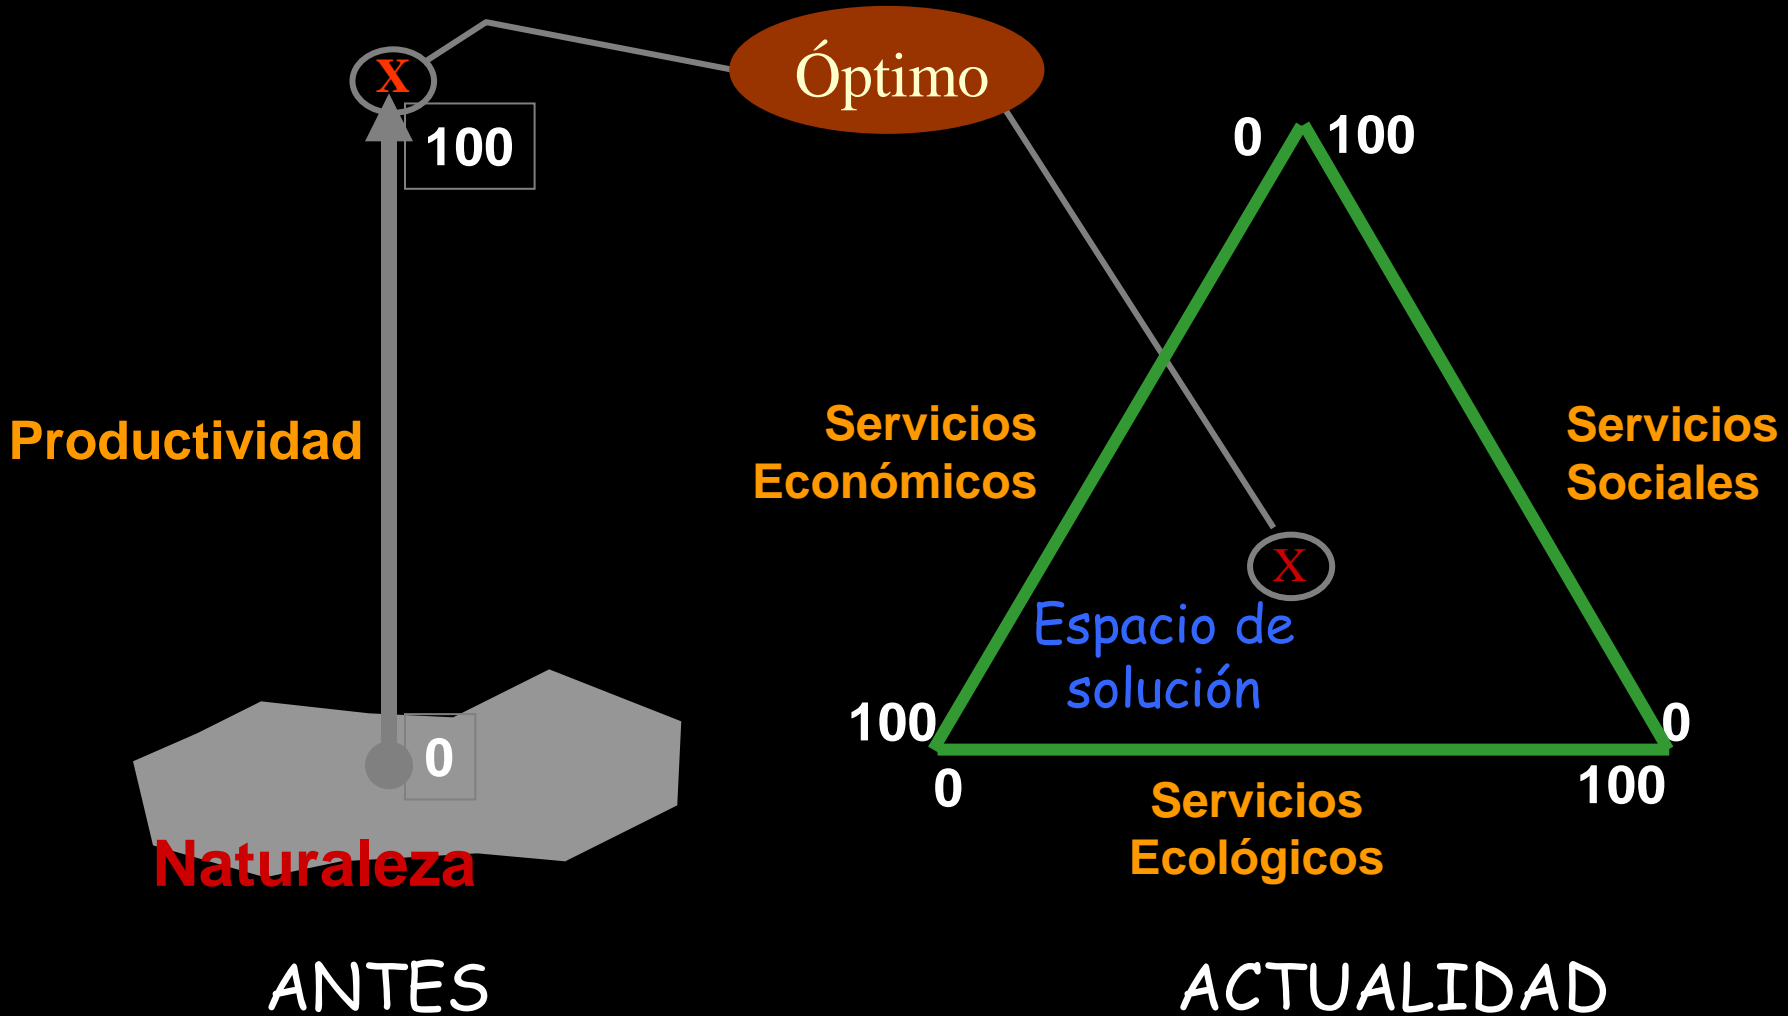 X
100
Productividad
0
Naturaleza
ANTES
Óptimo
0 100
Servicios
Económicos
Servicios
Sociales
X
Espacio de
solución
100
0
0
100
Servicios
Ecológicos
ACTUALIDAD